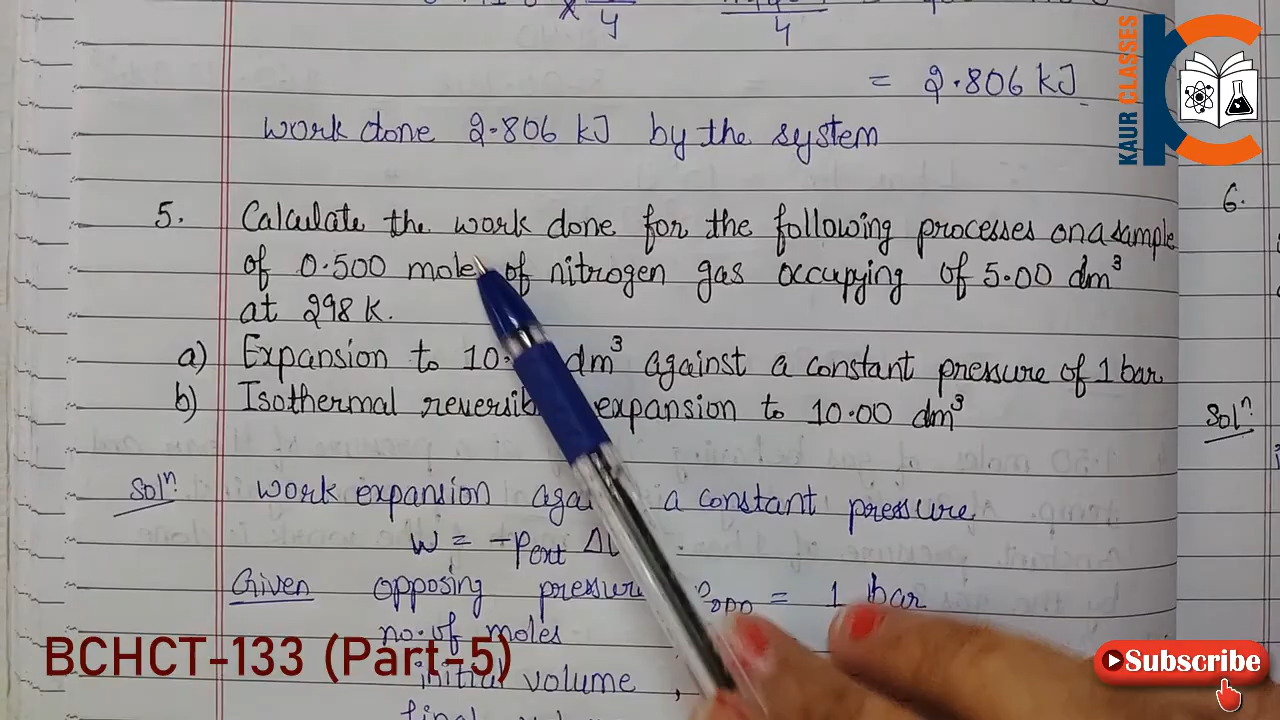 = 2.806 kJ
work done 2.806 kJ by the system
5. Calculate the work done for the following processes on a sample
of 0.500 mole of nitrogen gas occupying of 5.00 dm³
at 298 K.
a) Expansion to 10. dm³ against a constant pressure of 1 bar
b) Isothermal expansion to 10.00 dm³
Solⁿ work expansion a constant pressure
w = -Pext
Given opposing = 1 bar
no. of moles
initial volume,
6.
Solⁿ
KAUR CLASSES
BCHCT-133 (Part-5)
Subscribe